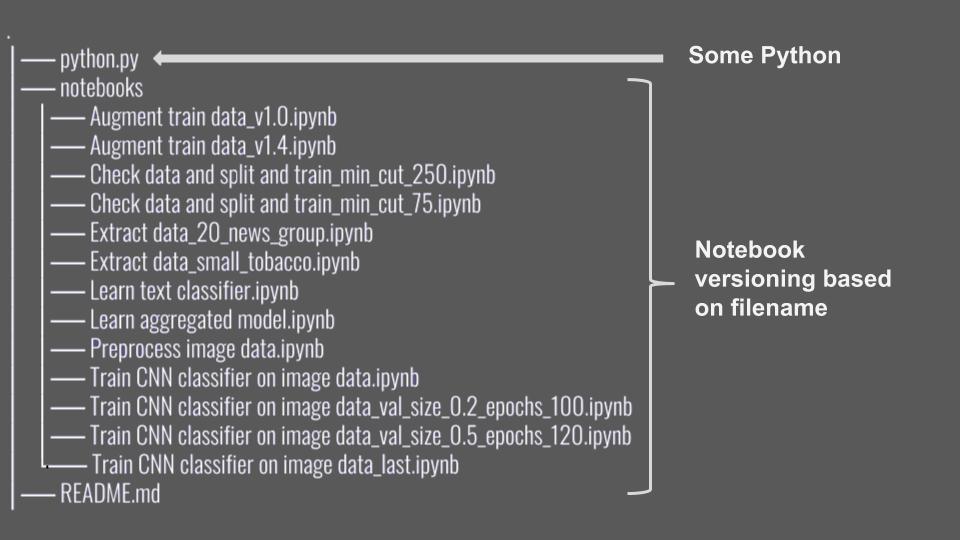 .
python.py
Some Python
notebooks
Augment train data_v1.0.ipynb
Augment train data_v1.4.ipynb
Check data and split and train_min_cut_250.ipynb
Check data and split and train_min_cut_75.ipynb
Extract data_20_news_group.ipynb
Extract data_small_tobacco.ipynb
Learn text classifier.ipynb
Learn aggregated model.ipynb
Preprocess image data.ipynb
Train CNN classifier on image data.ipynb
Train CNN classifier on image data_val_size_0.2_epochs_100.ipynb
Train CNN classifier on image data_val_size_0.5_epochs_120.ipynb
Train CNN classifier on image data_last.ipynb
README.md
Notebook
versioning based
on filename